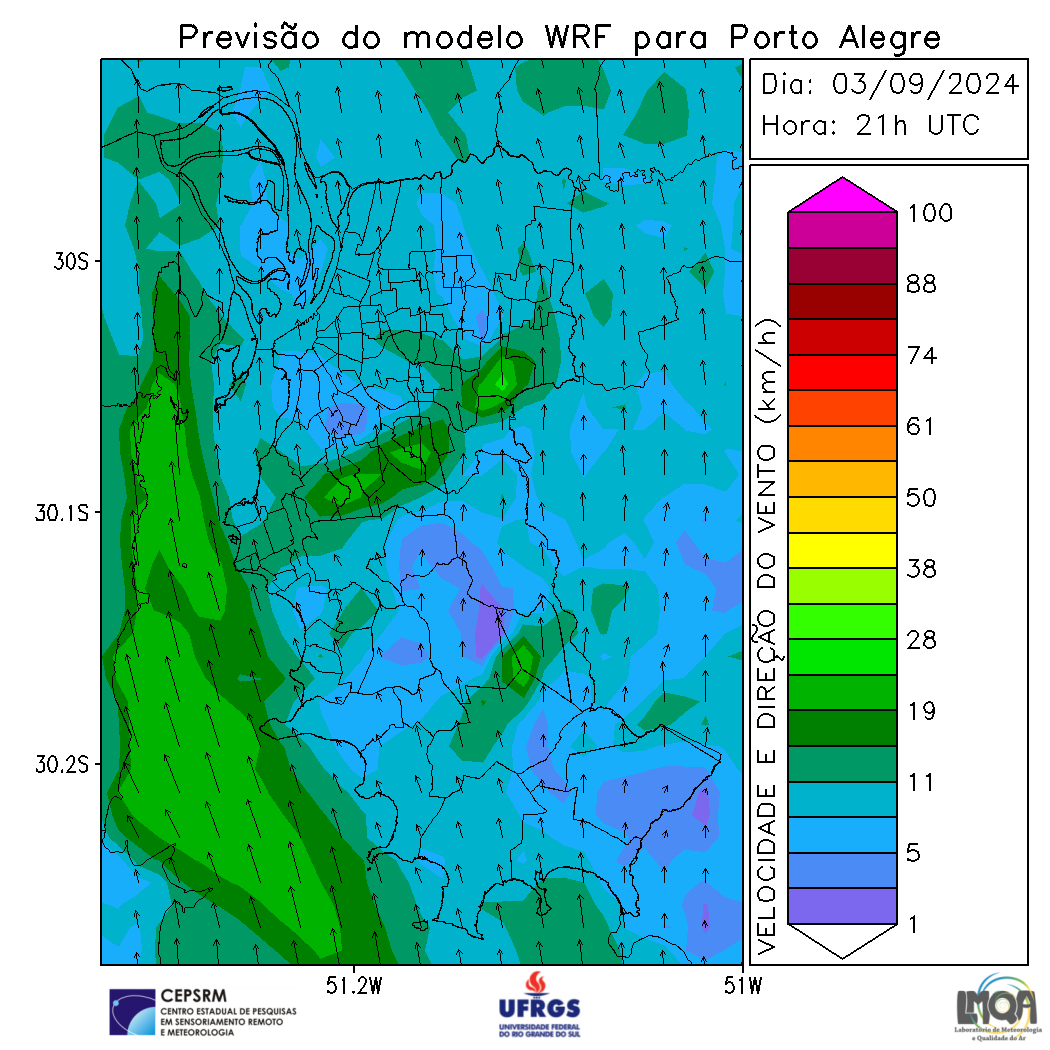 Previsão do modelo WRF para Porto Alegre
Dia: 03/09/2024
Hora: 21h UTC
30S
30.1S
30.2S
51.2W
51W
VELOCIDADE E DIREÇÃO DO VENTO (km/h)
100
88
74
61
50
38
28
19
11
5
1
CEPSRM
CENTRO ESTADUAL DE PESQUISAS
EM SENSORIAMENTO REMOTO
E METEOROLOGIA
UFRGS
UNIVERSIDADE FEDERAL
DO RIO GRANDE DO SUL
LMQA
Laboratório de Meteorologia
e Qualidade do Ar